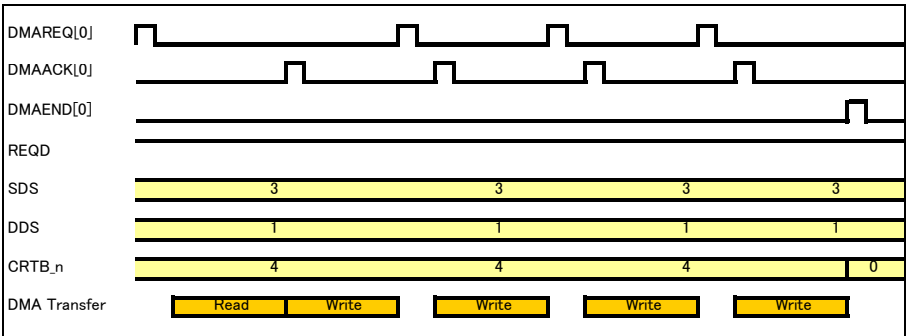 DMAREQ[0]
DMAACK[0]
DMAEND[0]
REQD
SDS 3 3 3 3
DDS 1 1 1 1
CRTB_n 4 4 4 0
DMA Transfer Read Write Write Write Write